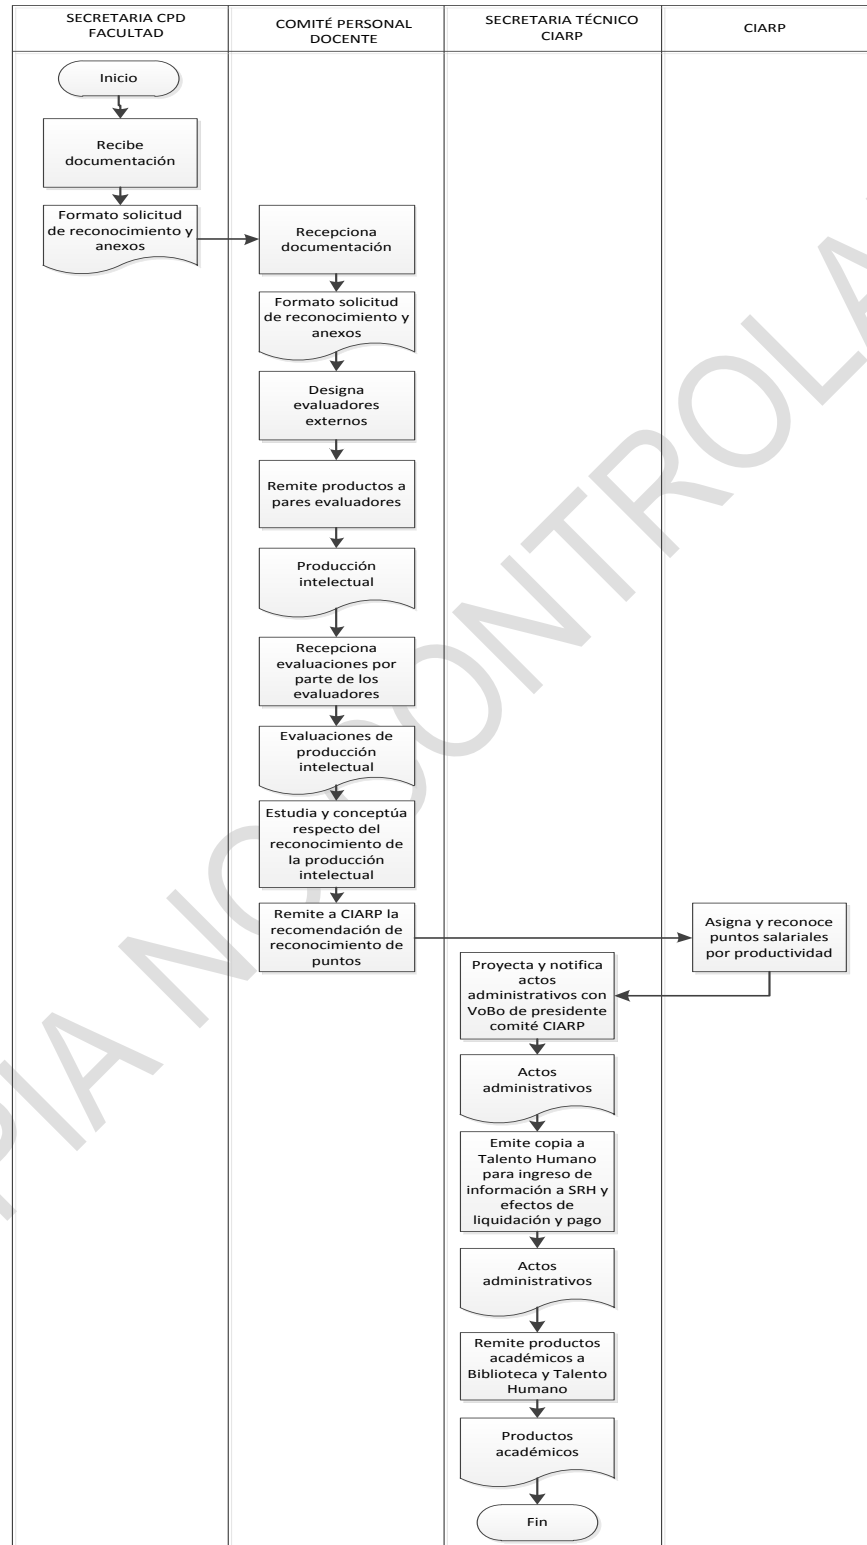 SECRETARIA CPD
FACULTAD
COMITÉ PERSONAL
DOCENTE
SECRETARIA TÉCNICO
CIARP
CIARP
Inicio
Recibe
documentación
Formato solicitud
de reconocimiento y
anexos
Recepciona
documentación
Formato solicitud
de reconocimiento y
anexos
Designa
evaluadores
externos
Remite productos a
pares evaluadores
Producción
intelectual
Recepciona
evaluaciones por
parte de los
evaluadores
Evaluaciones de
producción
intelectual
Estudia y conceptúa
respecto del
reconocimiento de
la producción
intelectual
Remite a CIARP la
recomendación de
reconocimiento de
puntos
Asigna y reconoce
puntos salariales
por productividad
Proyecta y notifica
actos
administrativos con
VoBo de presidente
comité CIARP
Actos
administrativos
Emite copia a
Talento Humano
para ingreso de
información a SRH y
efectos de
liquidación y pago
Actos
administrativos
Remite productos
académicos a
Biblioteca y Talento
Humano
Productos
académicos
Fin
PIA NO CONTROLA